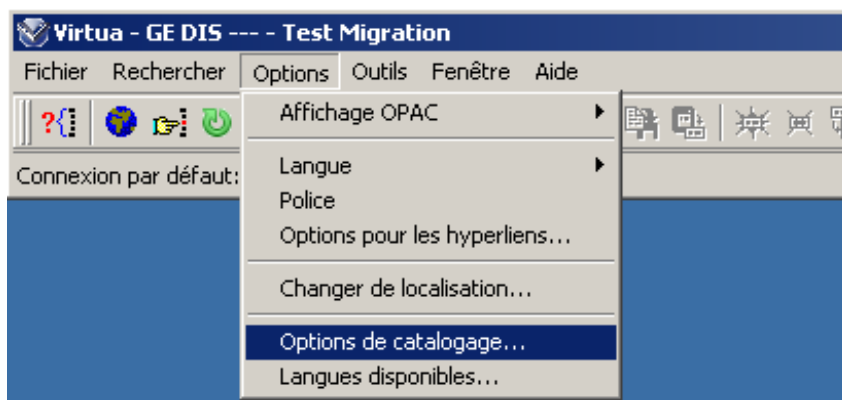 Virtua - GE DIS --- - Test Migration
Fichier Rechercher Options Outils Fenêtre Aide
?{
Connexion par défaut:
Affichage OPAC
Langue
Police
Options pour les hyperliens...
Changer de localisation...
Options de catalogage...
Langues disponibles...